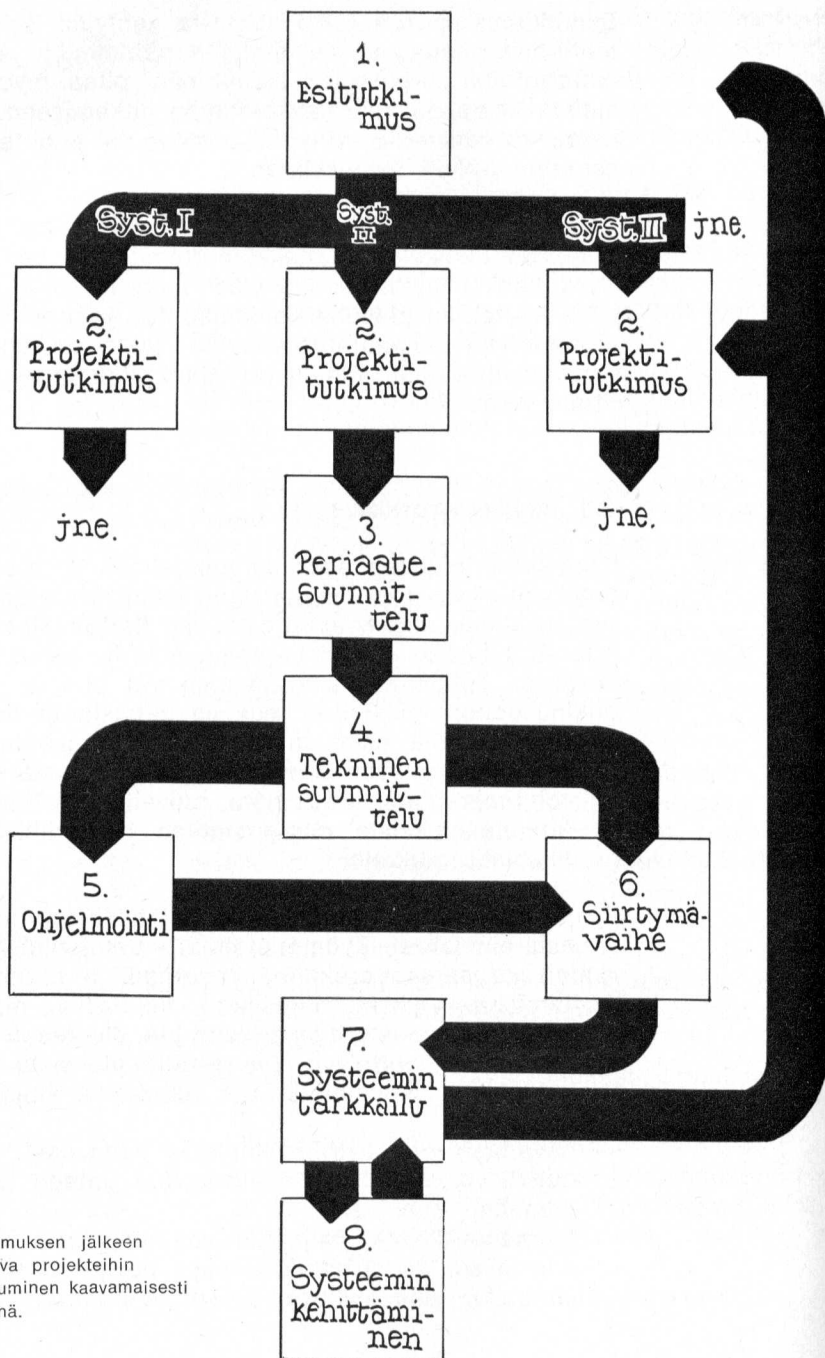 1.
Esitutki-
mus
Syst. I
Syst.
II
Syst. III
jne.
2.
Projekti-
tutkimus
2.
Projekti-
tutkimus
2.
Projekti-
tutkimus
jne.
jne.
3.
Periaate-
suunnit-
telu
4.
Tekninen
suunnit-
telu
5.
Ohjelmointi
6.
Siirtymä-
vaihe
7.
Systeemin
tarkkailu
8.
Systeemin
kehittämi-
nen
muksen jälkeen
va projekteihin
uminen kaavamaisesti